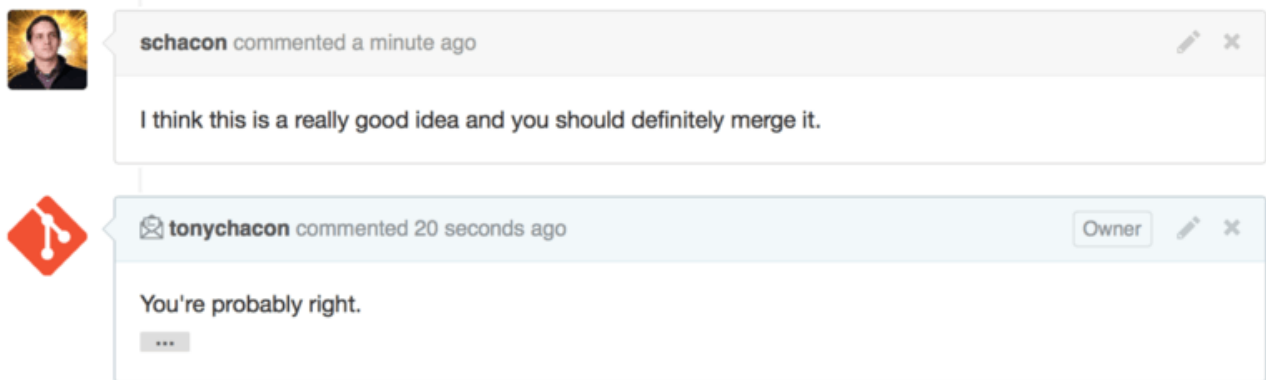 schacon commented a minute ago
I think this is a really good idea and you should definitely merge it.
tonychacon commented 20 seconds ago Owner
You're probably right.
...